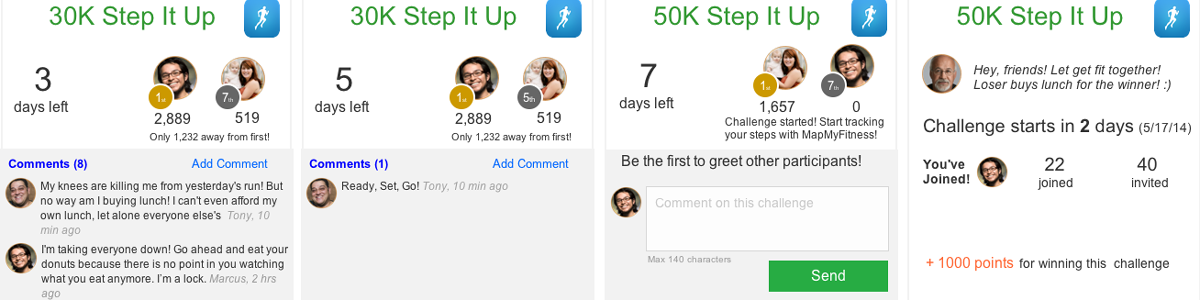 30K Step It Up
3
days left
1st
2,889
7th
519
Only 1,232 away from first!
Comments (8)
Add Comment
My knees are killing me from yesterday's run! But
no way am I buying lunch! I can't even afford my
own lunch, let alone everyone else's Tony, 10
min ago
I'm taking everyone down! Go ahead and eat your
donuts because there is no point in you watching
what you eat anymore. I'm a lock. Marcus, 2 hrs
ago
30K Step It Up
5
days left
1st
2,889
5th
519
Only 1,232 away from first!
Comments (1)
Add Comment
Ready, Set, Go! Tony, 10 min ago
50K Step It Up
7
days left
1st
1,657
7th
0
Challenge started! Start tracking
your steps with MapMyFitness!
Be the first to greet other participants!
Comment on this challenge
Max 140 characters
Send
50K Step It Up
Hey, friends! Let get fit together!
Loser buys lunch for the winner! :)
Challenge starts in 2 days (5/17/14)
You've
Joined!
22
joined
40
invited
+ 1000 points for winning this challenge